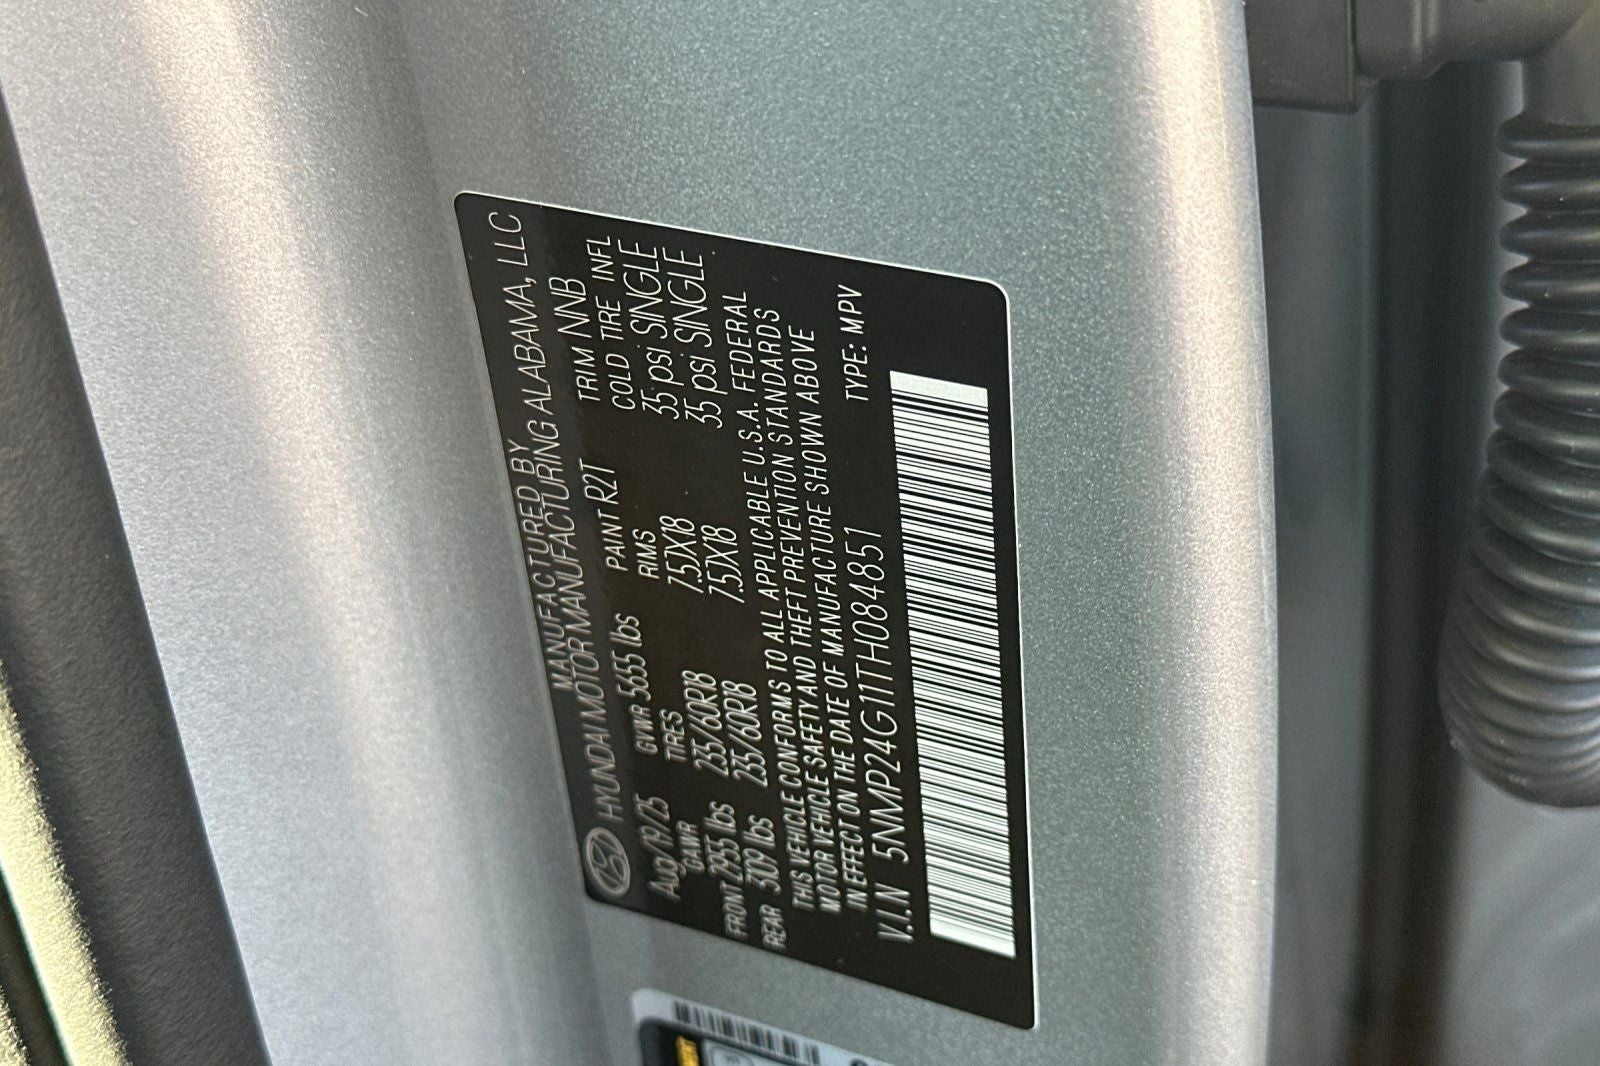 MANUFACTURED BY
HYUNDAI MOTOR MANUFACTURING ALABAMA, LLC
Aug/19/25 GVWR 5655 lbs PAINT R2T TRIM NNB
GAWR TIRES RIMS COLD TIRE INFL
FRONT 2955 lbs 235/60R18 7.5JX18 35 psi SINGLE
REAR 3019 lbs 235/60R18 7.5JX18 35 psi SINGLE
THIS VEHICLE CONFORMS TO ALL APPLICABLE U.S.A. FEDERAL
MOTOR VEHICLE SAFETY AND THEFT PREVENTION STANDARDS
IN EFFECT ON THE DATE OF MANUFACTURE SHOWN ABOVE
V.I.N 5NMP24G11TH084851 TYPE: MPV